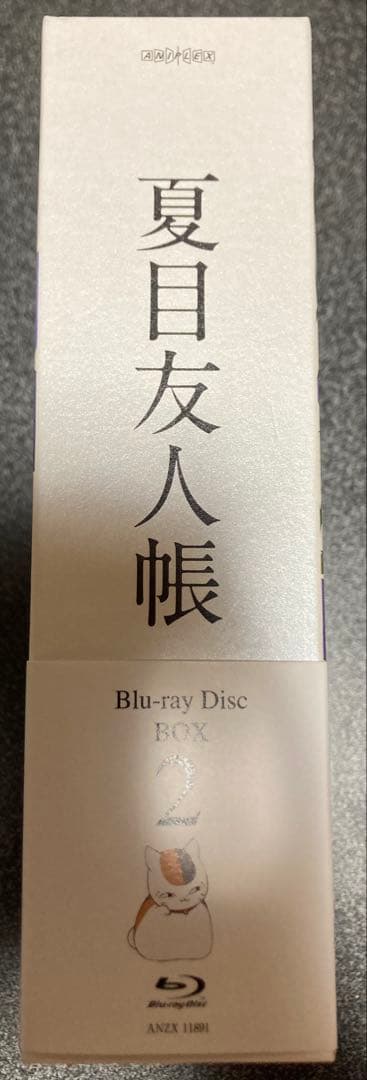 ANIPLEX
夏目友人帳
Blu-ray Disc
BOX
2
Blu-ray Disc
ANZX 11891